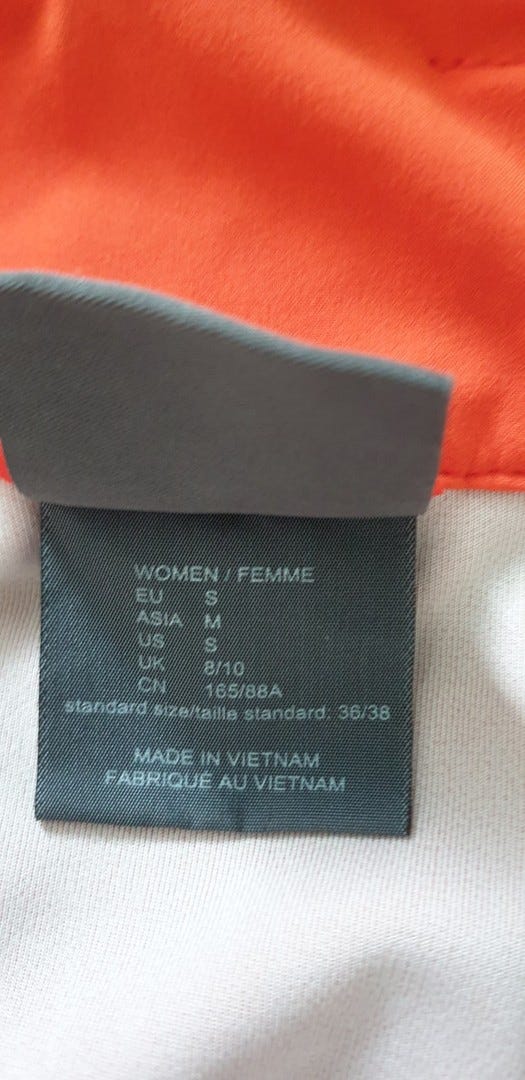 WOMEN / FEMME
EU S
ASIA M
US S
UK 8/10
CN 165/88A
standard size/taille standard: 36/38
MADE IN VIETNAM
FABRIQUE AU VIETNAM